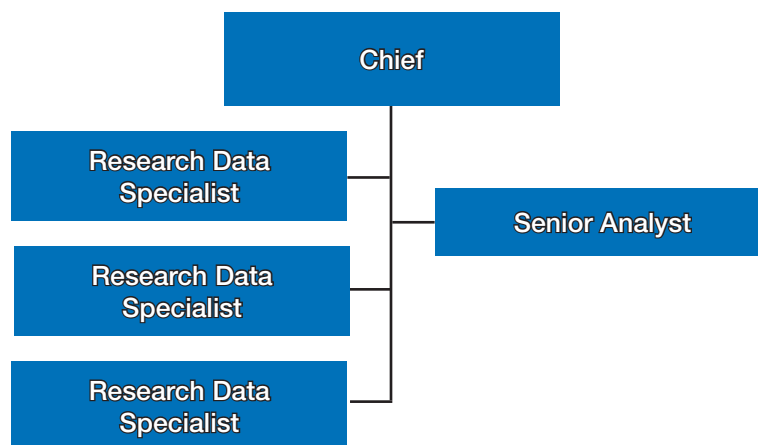 Chief
Research Data
Specialist
Senior Analyst
Research Data
Specialist
Research Data
Specialist